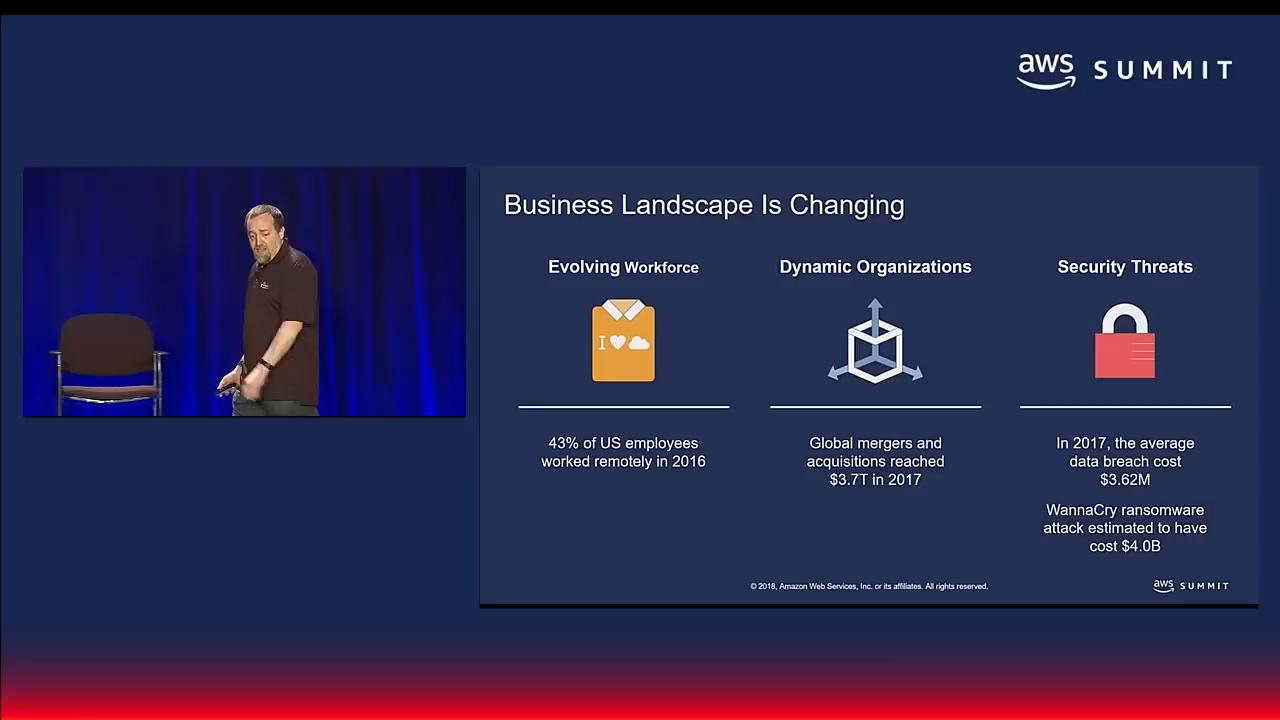 aws SUMMIT
Business Landscape Is Changing
Evolving Workforce
I
43% of US employees
worked remotely in 2016
Dynamic Organizations
Global mergers and
acquisitions reached
$3.7T in 2017
Security Threats
In 2017, the average
data breach cost
$3.62M
WannaCry ransomware
attack estimated to have
cost $4.0B
© 2018, Amazon Web Services, Inc. or its affiliates. All rights reserved.
aws SUMMIT